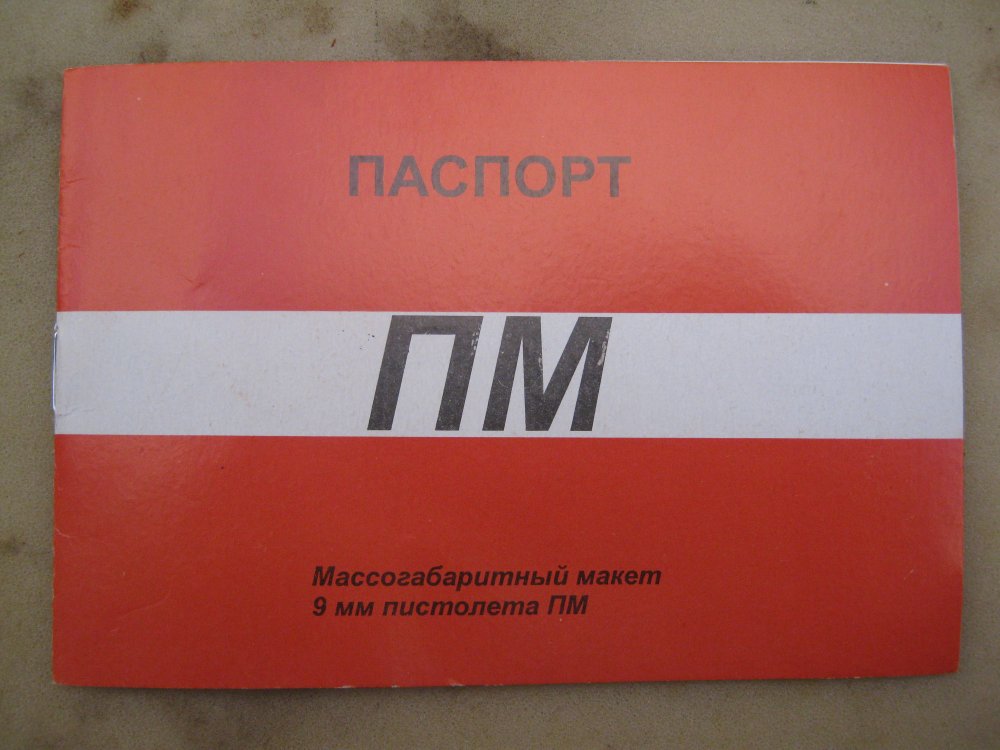 ПАСПОРТ
ПМ
Массогабаритный макет
9 мм пистолета ПМ